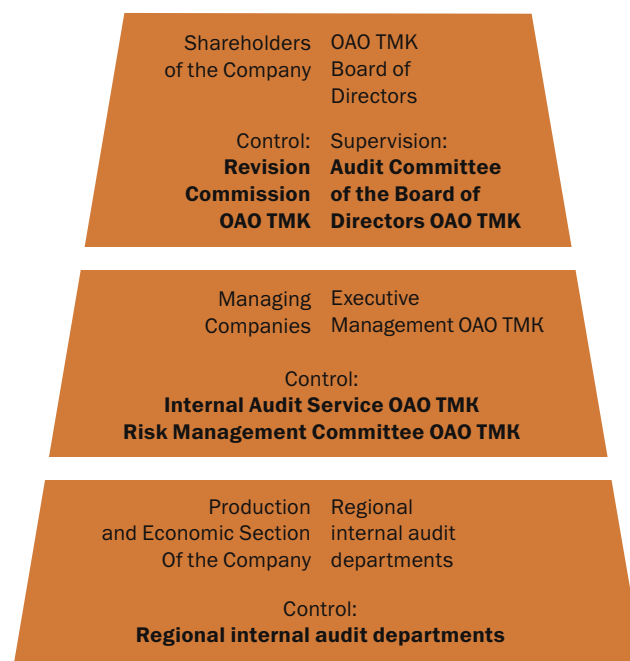 Shareholders
of the Company
OAO TMK
Board of
Directors
Control:
Revision
Commission
OAO TMK
Supervision:
Audit Committee
of the Board of
Directors OAO TMK
Managing
Companies
Executive
Management OAO TMK
Control:
Internal Audit Service OAO TMK
Risk Management Committee OAO TMK
Production
and Economic Section
Of the Company
Regional
internal audit
departments
Control:
Regional internal audit departments